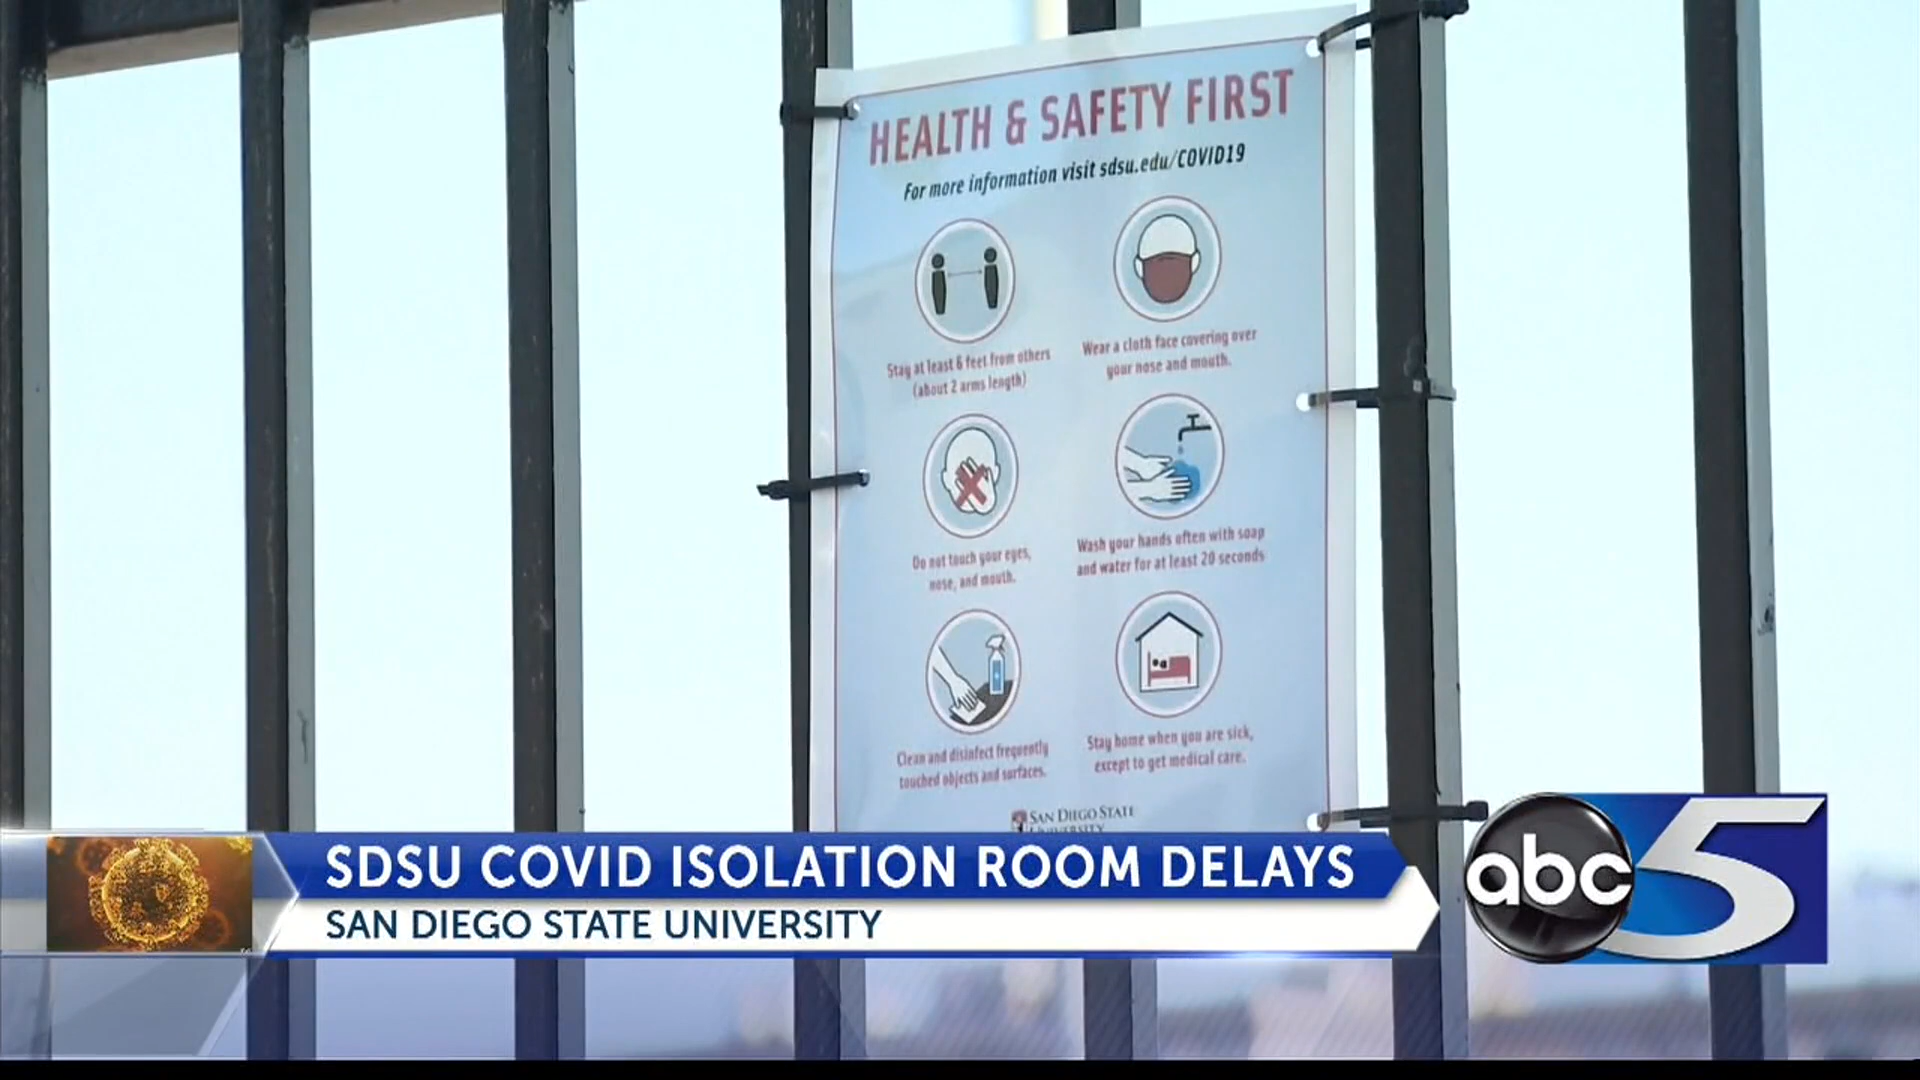 HEALTH & SAFETY FIRST
For more information visit sdsu.edu/COVID19
Stay at least 6 feet from others
(about 2 arms length)
Wear a cloth face covering over
your nose and mouth.
Do not touch your eyes,
nose, and mouth.
Wash your hands often with soap
and water for at least 20 seconds
Clean and disinfect frequently
touched objects and surfaces.
Stay home when you are sick,
except to get medical care.
SAN DIEGO STATE
UNIVERSITY
SDSU COVID ISOLATION ROOM DELAYS
SAN DIEGO STATE UNIVERSITY
abc 5